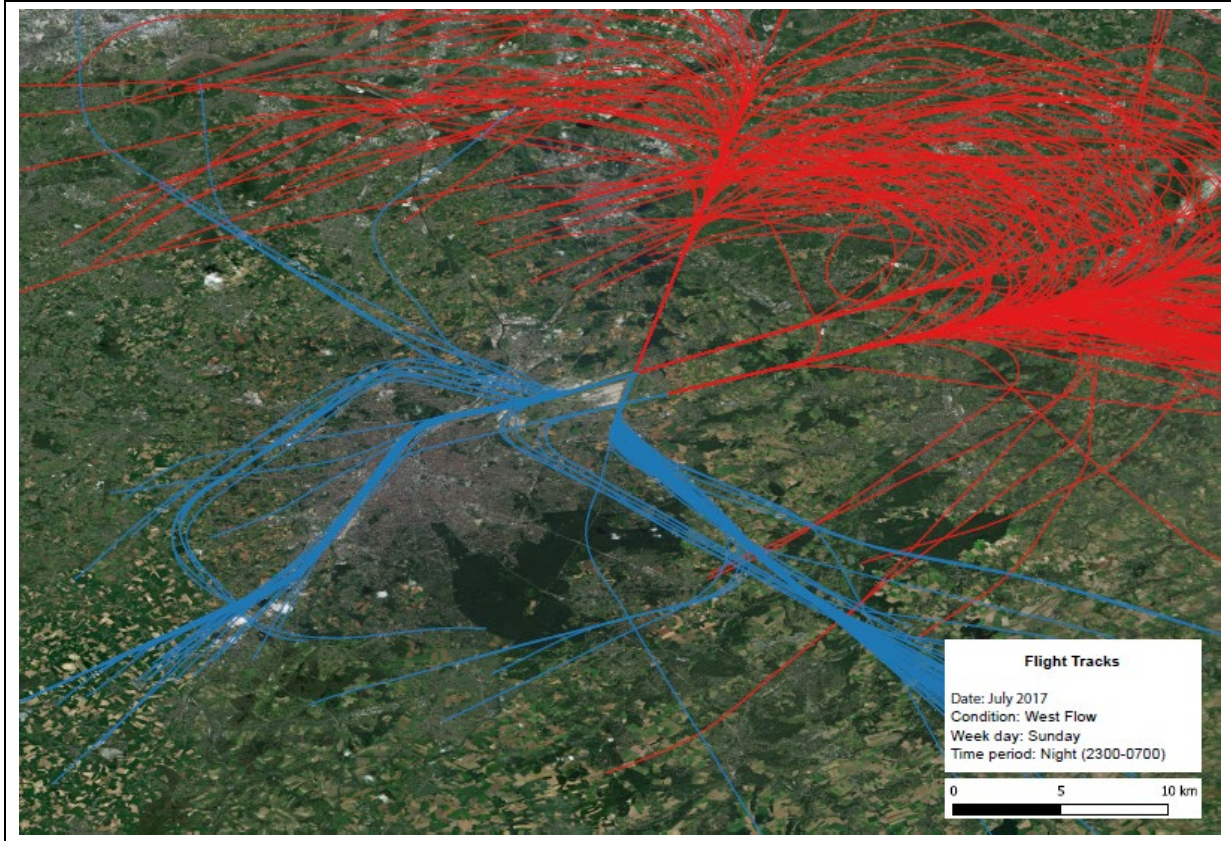 Flight Tracks
Date: July 2017
Condition: West Flow
Week day: Sunday
Time period: Night (2300-0700)
0 5 10 km